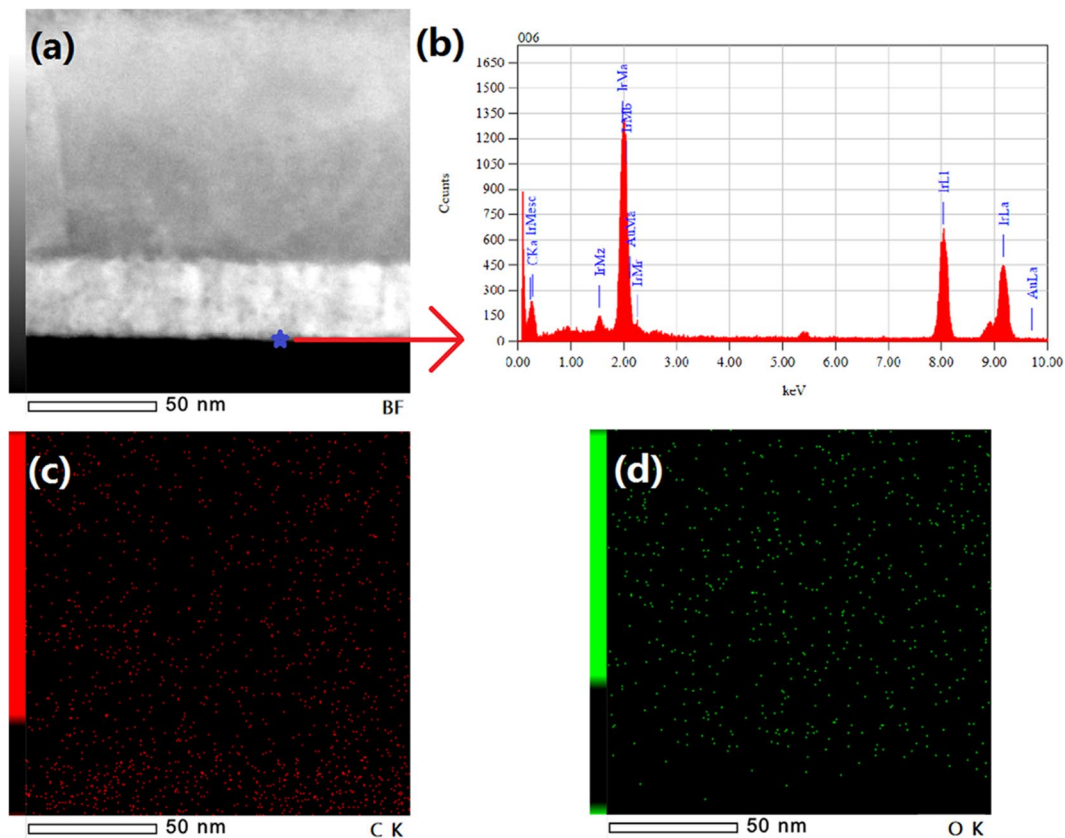 (a)
50 nm
BF
(b)
006
Counts
1650
1500
1350
1200
1050
900
750
600
450
300
150
0
CKa
IrMesc
IrMz
IrMa
IrMb
AuMa
IrMr
IrLl
IrLa
AuLa
0.00 1.00 2.00 3.00 4.00 5.00 6.00 7.00 8.00 9.00 10.00
keV
(c)
50 nm
C K
(d)
50 nm
O K